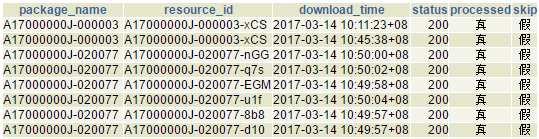 package_name resource_id download_time status processed skip
A17000000J-000003 A17000000J-000003-xCS 2017-03-14 10:11:23+08 200 真 假
A17000000J-000003 A17000000J-000003-xCS 2017-03-14 10:45:38+08 200 真 假
A17000000J-020077 A17000000J-020077-nGG 2017-03-14 10:50:00+08 200 真 假
A17000000J-020077 A17000000J-020077-q7s 2017-03-14 10:50:02+08 200 真 假
A17000000J-020077 A17000000J-020077-EGM 2017-03-14 10:49:58+08 200 真 假
A17000000J-020077 A17000000J-020077-u1f 2017-03-14 10:50:04+08 200 真 假
A17000000J-020077 A17000000J-020077-8b8 2017-03-14 10:49:57+08 200 真 假
A17000000J-020077 A17000000J-020077-d10 2017-03-14 10:49:57+08 200 真 假